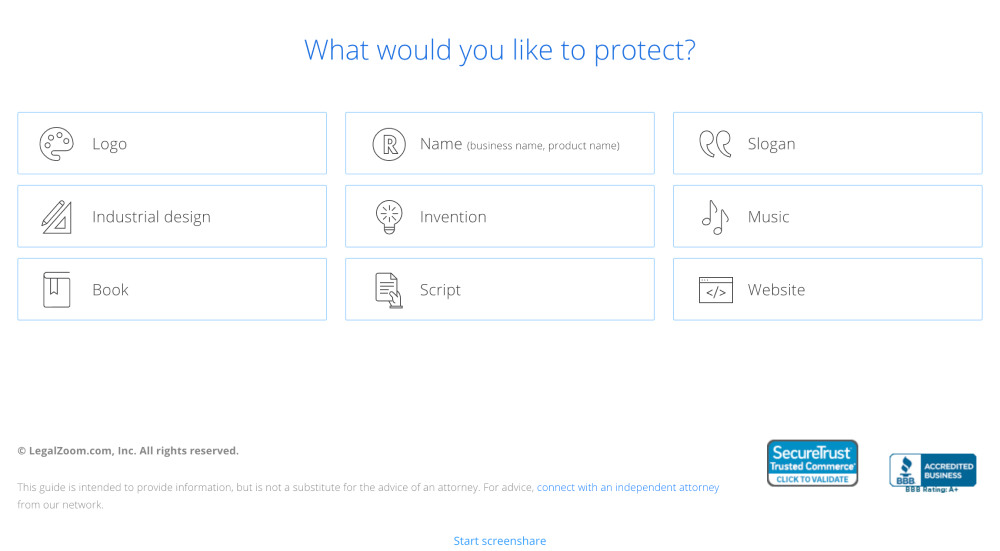 What would you like to protect?
Logo
Name (business name, product name)
Slogan
Industrial design
Invention
Music
Book
Script
</>
Website
© LegalZoom.com, Inc. All rights reserved.
This guide is intended to provide information, but is not a substitute for the advice of an attorney. For advice, connect with an independent attorney
from our network.
SecureTrust
Trusted Commerce®
CLICK TO VALIDATE
BBB
ACCREDITED
BUSINESS
BBB Rating: A+
Start screenshare